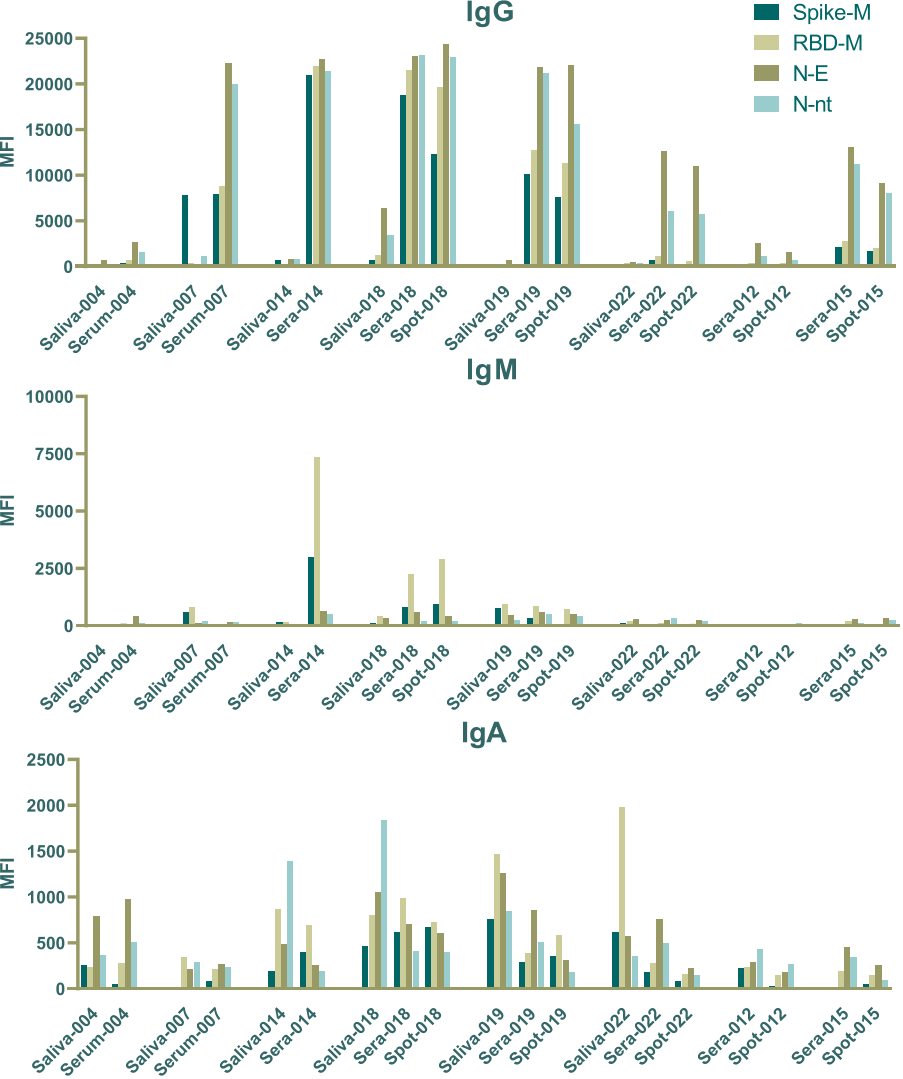 IgG
Spike-M
RBD-M
N-E
N-nt
MFI
25000
20000
15000
10000
5000
0
Saliva-004
Serum-004
Saliva-007
Serum-007
Saliva-014
Sera-014
Saliva-018
Sera-018
Spot-018
Saliva-019
Sera-019
Spot-019
Saliva-022
Sera-022
Spot-022
Sera-012
Spot-012
Sera-015
Spot-015
IgM
MFI
10000
7500
5000
2500
0
Saliva-004
Serum-004
Saliva-007
Serum-007
Saliva-014
Sera-014
Saliva-018
Sera-018
Spot-018
Saliva-019
Sera-019
Spot-019
Saliva-022
Sera-022
Spot-022
Sera-012
Spot-012
Sera-015
Spot-015
IgA
MFI
2500
2000
1500
1000
500
0
Saliva-004
Serum-004
Saliva-007
Serum-007
Saliva-014
Sera-014
Saliva-018
Sera-018
Spot-018
Saliva-019
Sera-019
Spot-019
Saliva-022
Sera-022
Spot-022
Sera-012
Spot-012
Sera-015
Spot-015